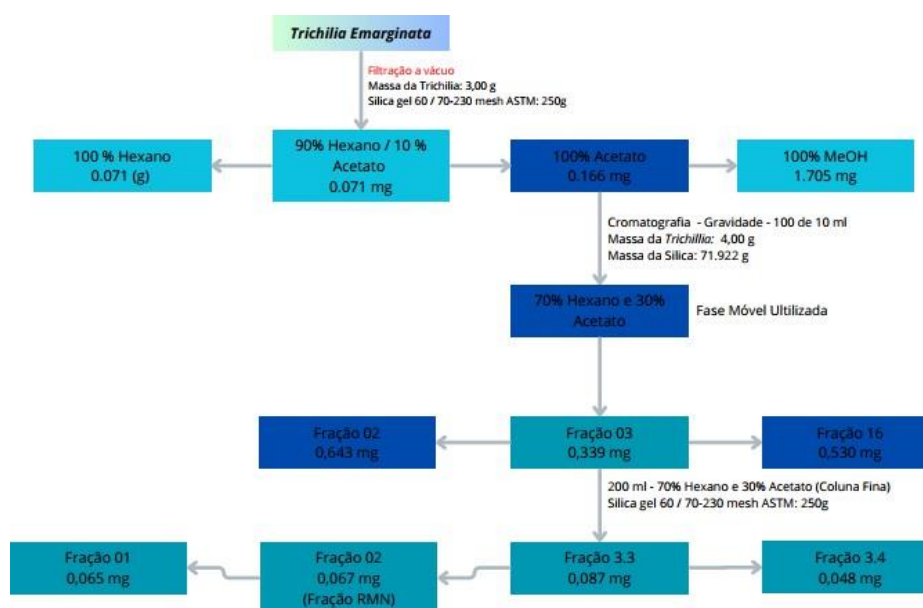 Trichilia Emarginata
Filtração a vácuo
Massa da Trichilia: 3,00 g
Silica gel 60 / 70-230 mesh ASTM: 250g
100 % Hexano
0.071 (g)
90% Hexano / 10 %
Acetato
0.071 mg
100% Acetato
0.166 mg
100% MeOH
1.705 mg
Cromatografia - Gravidade - 100 de 10 ml
Massa da Trichillia: 4,00 g
Massa da Silica: 71.922 g
70% Hexano e 30%
Acetato
Fase Móvel Ultilizada
Fração 02
0,643 mg
Fração 03
0,339 mg
Fração 16
0,530 mg
200 ml - 70% Hexano e 30% Acetato (Coluna Fina)
Silica gel 60 / 70-230 mesh ASTM: 250g
Fração 01
0,065 mg
Fração 02
0,067 mg
(Fração RMN)
Fração 3.3
0,087 mg
Fração 3.4
0,048 mg